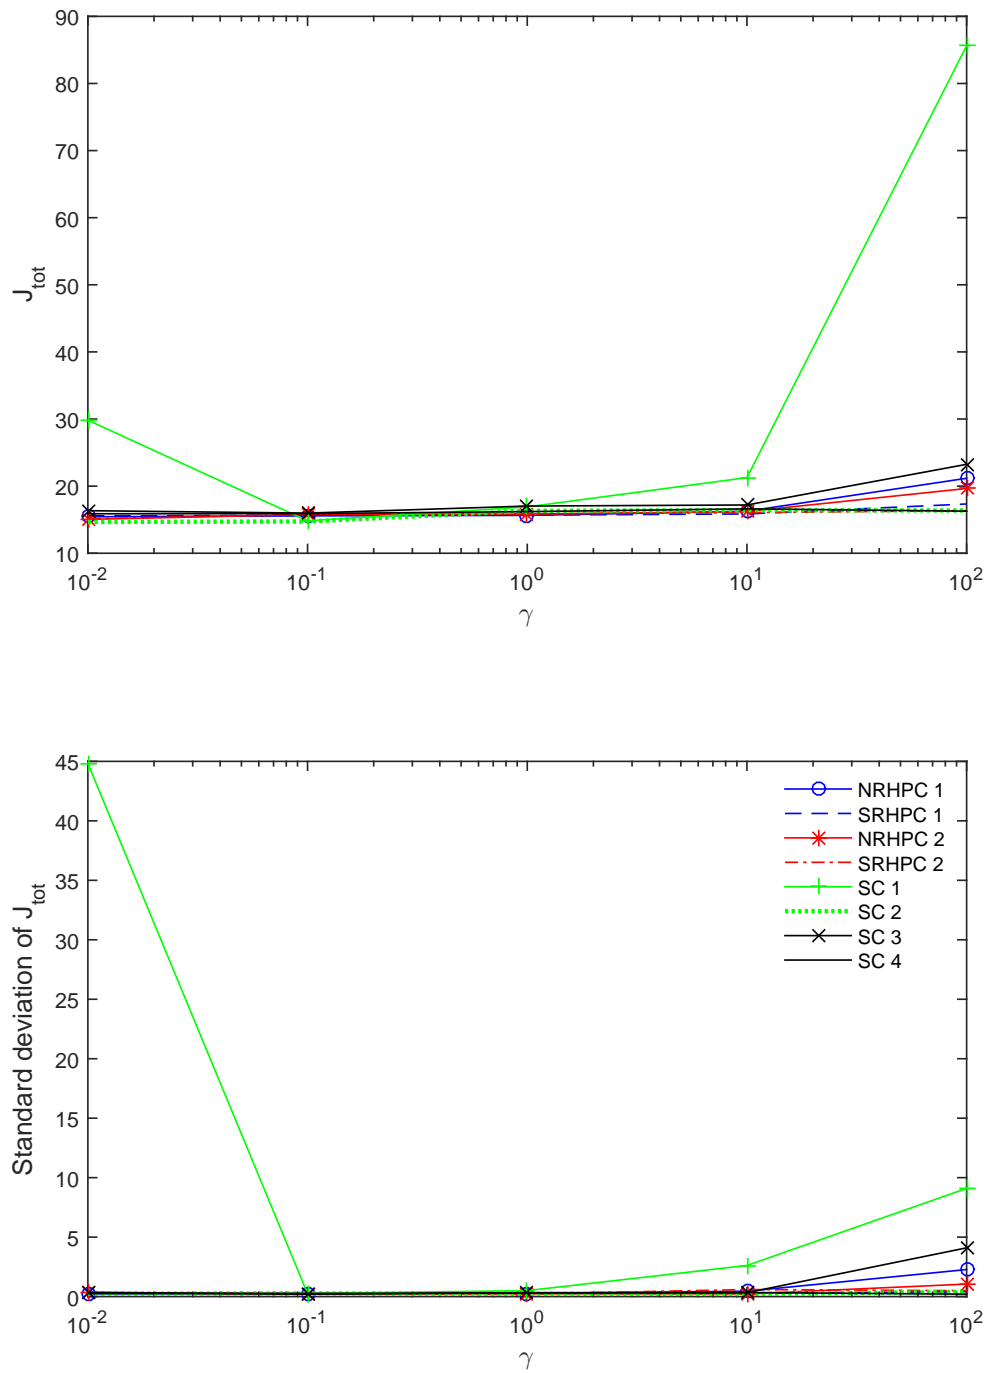 90
80
70
60
50
40
30
20
10
J_tot
10^-2 10^-1 10^0 10^1 10^2
γ
45
40
35
30
25
20
15
10
5
0
Standard deviation of J_tot
NRHPC 1
SRHPC 1
NRHPC 2
SRHPC 2
SC 1
SC 2
SC 3
SC 4
10^-2 10^-1 10^0 10^1 10^2
γ